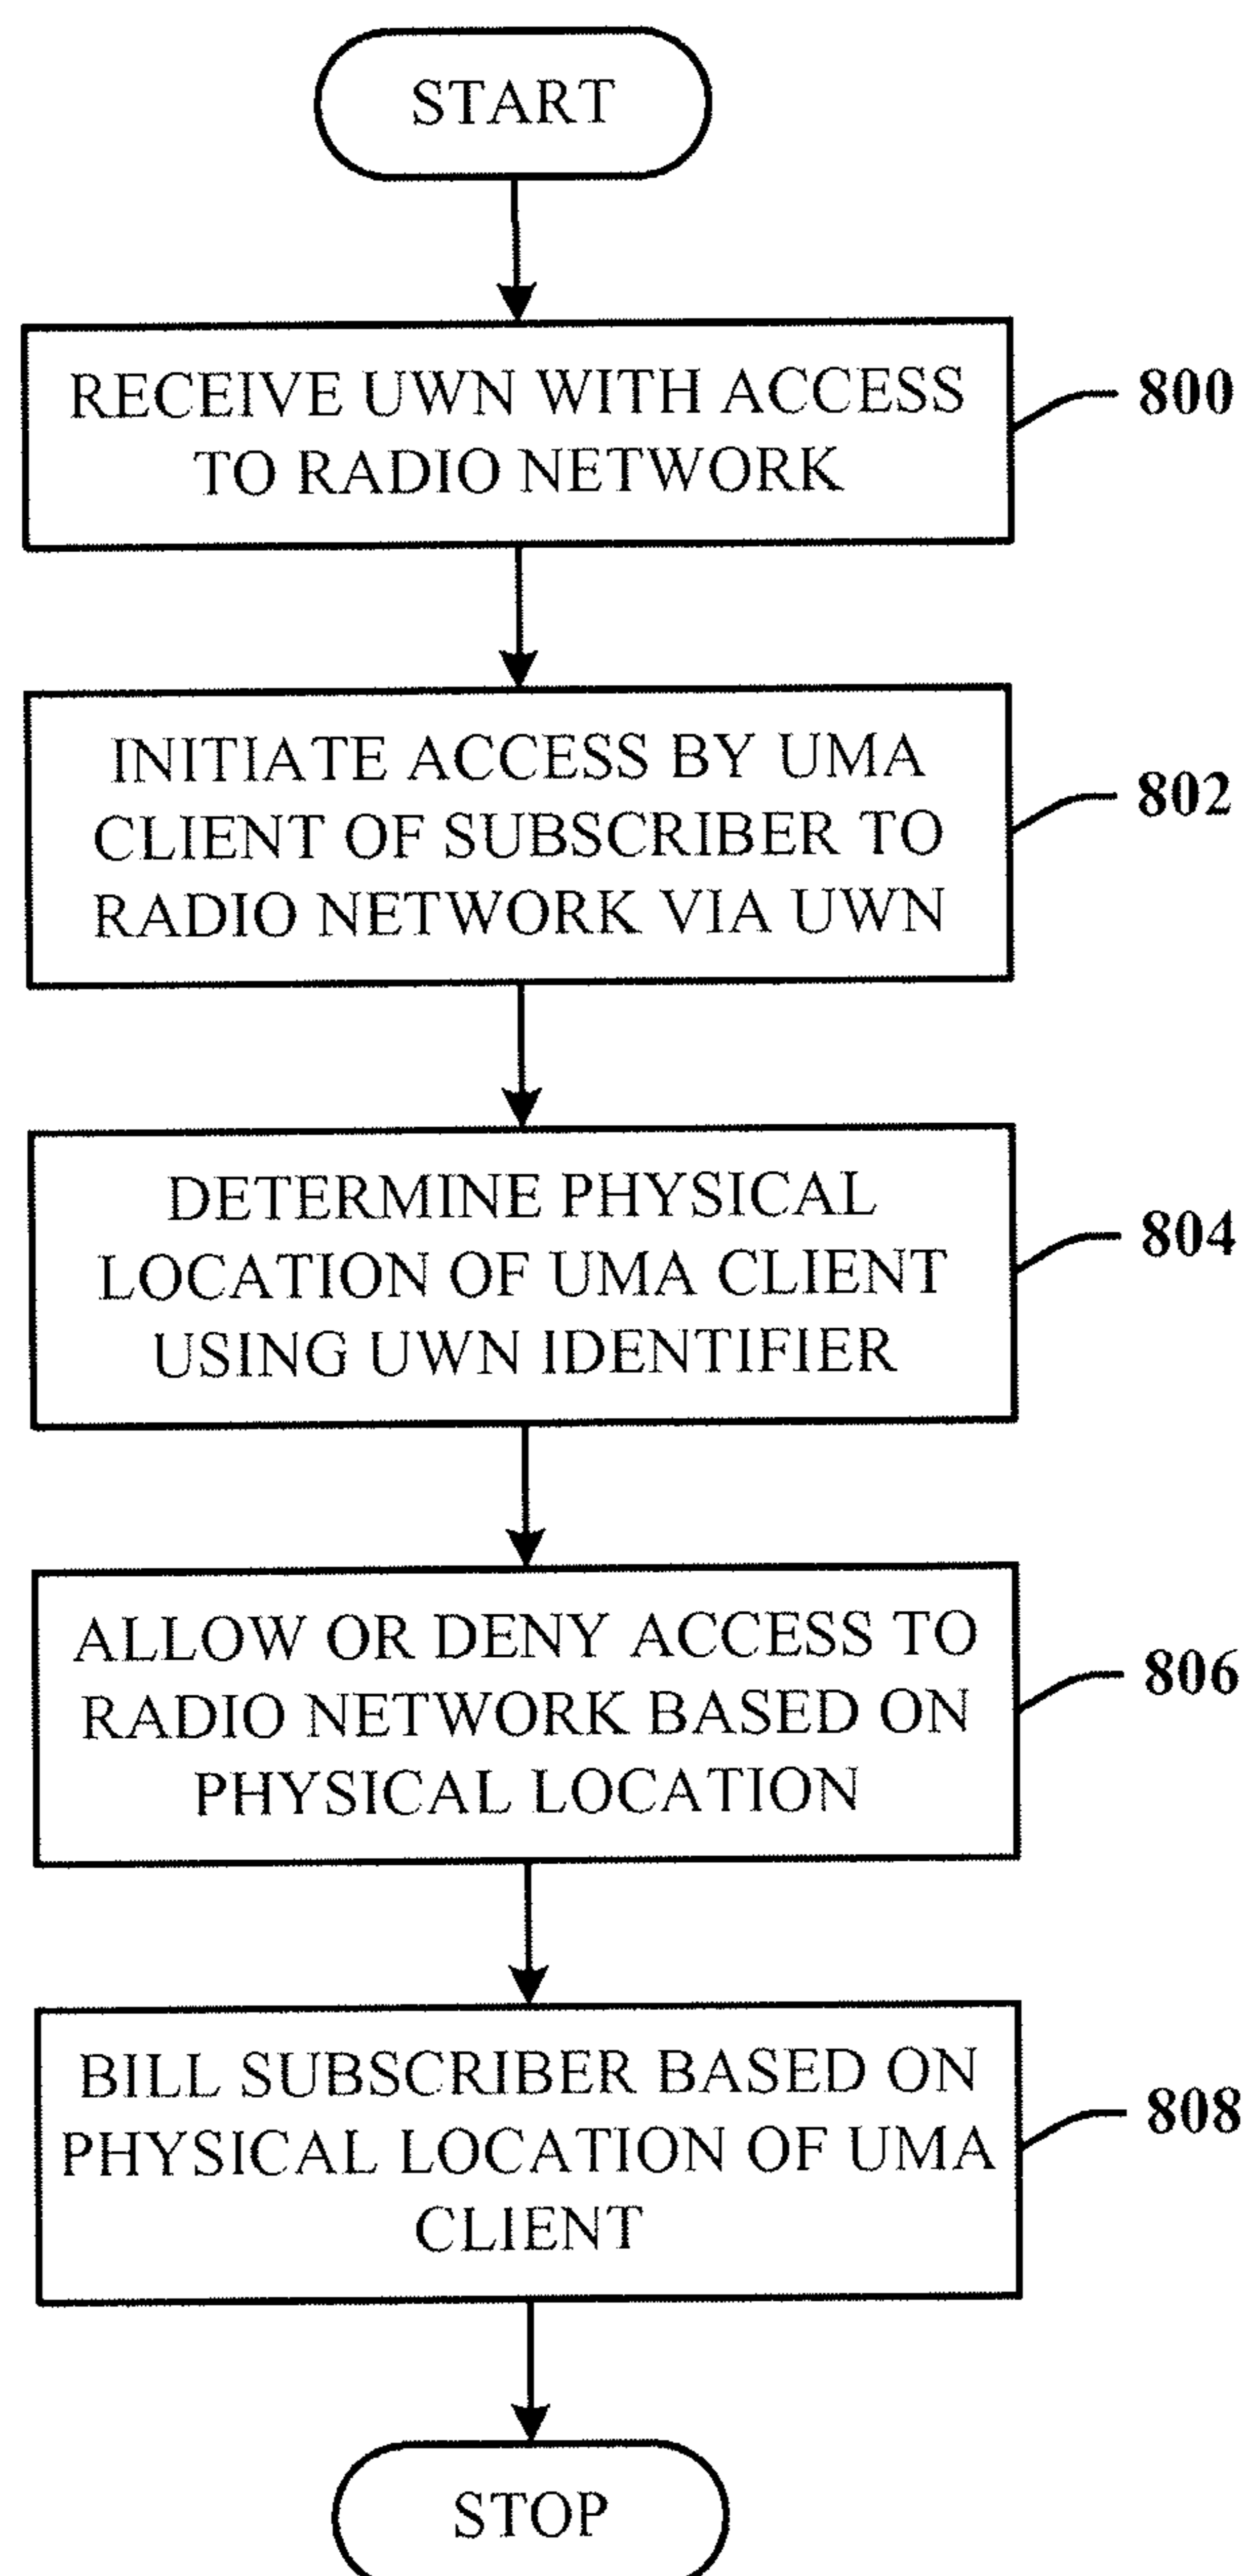 START
RECEIVE UWN WITH ACCESS
TO RADIO NETWORK
800
INITIATE ACCESS BY UMA
CLIENT OF SUBSCRIBER TO
RADIO NETWORK VIA UWN
802
DETERMINE PHYSICAL
LOCATION OF UMA CLIENT
USING UWN IDENTIFIER
804
ALLOW OR DENY ACCESS TO
RADIO NETWORK BASED ON
PHYSICAL LOCATION
806
BILL SUBSCRIBER BASED ON
PHYSICAL LOCATION OF UMA
CLIENT
808
STOP